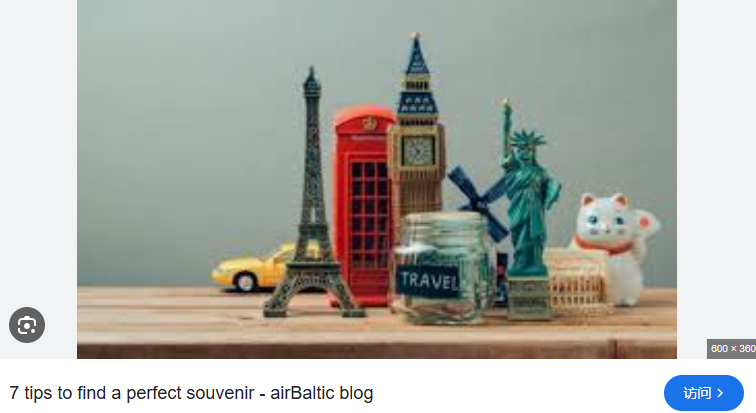 TRAVEL
600 × 360
7 tips to find a perfect souvenir - airBaltic blog
访问